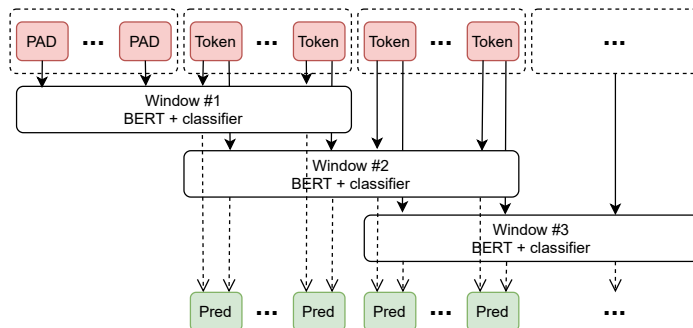 PAD ... PAD Token ... Token Token ... Token ...
Window #1
BERT + classifier
Window #2
BERT + classifier
Window #3
BERT + classifier
Pred ... Pred Pred ... Pred ...